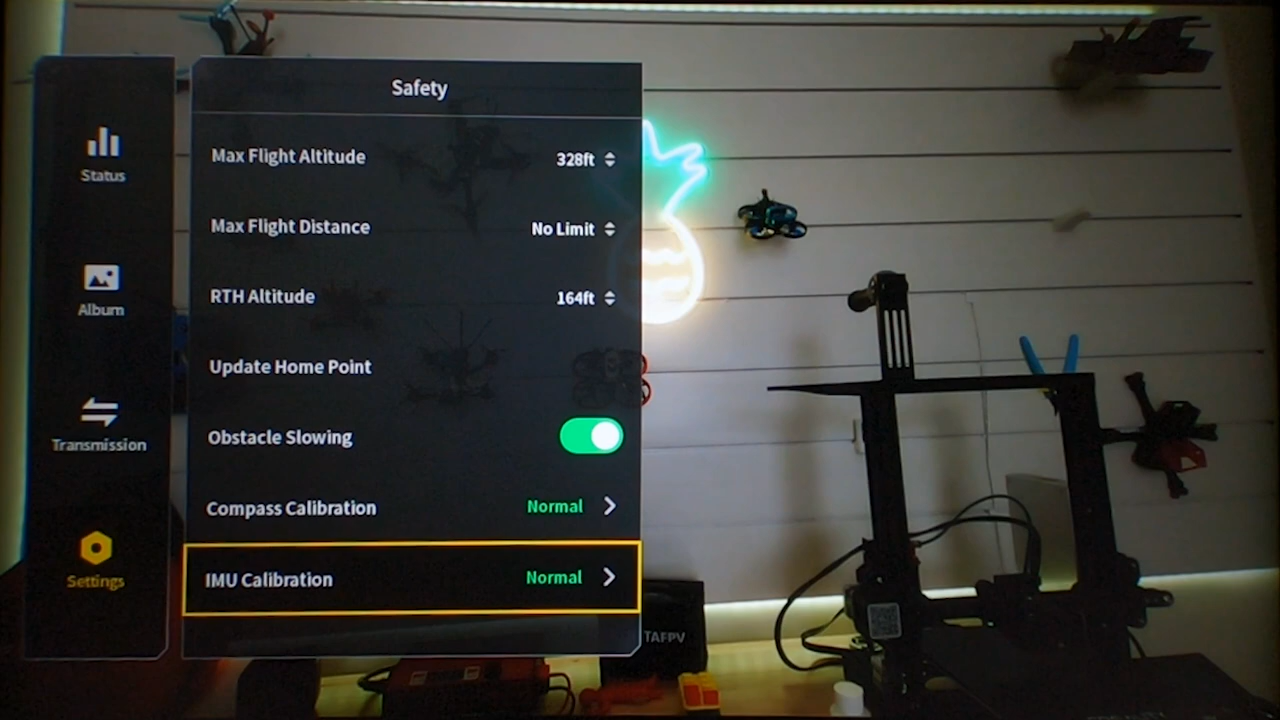 Safety
Status
Album
Transmission
Settings
Max Flight Altitude 328ft
Max Flight Distance No Limit
RTH Altitude 164ft
Update Home Point
Obstacle Slowing
Compass Calibration Normal
IMU Calibration Normal
TAFPV